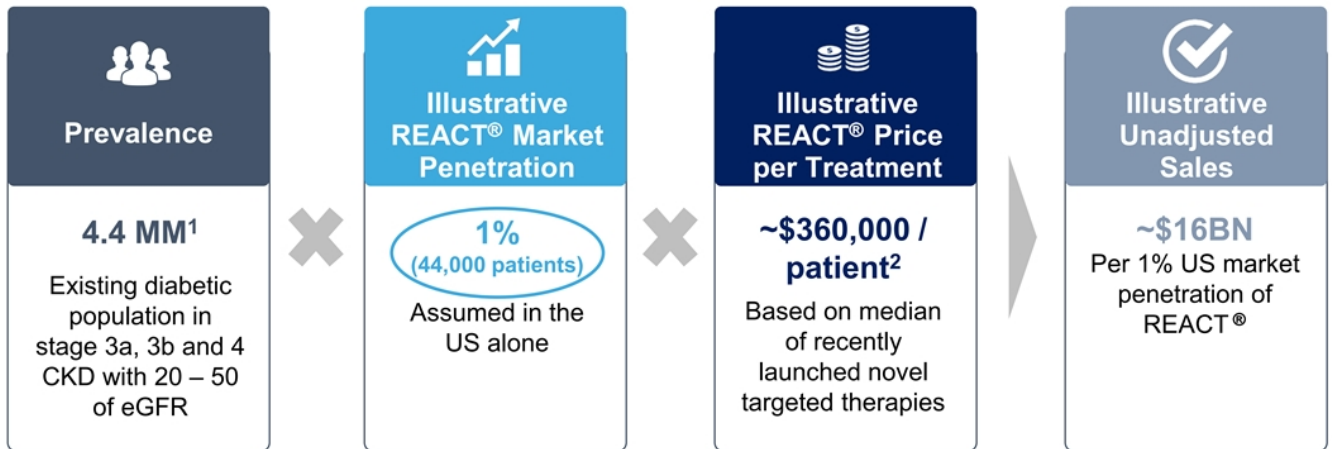 Prevalence
4.4 MM¹
Existing diabetic
population in
stage 3a, 3b and 4
CKD with 20 – 50
of eGFR
Illustrative
REACT® Market
Penetration
1%
(44,000 patients)
Assumed in the
US alone
Illustrative
REACT® Price
per Treatment
~$360,000 /
patient²
Based on median
of recently
launched novel
targeted therapies
Illustrative
Unadjusted
Sales
~$16BN
Per 1% US market
penetration of
REACT®